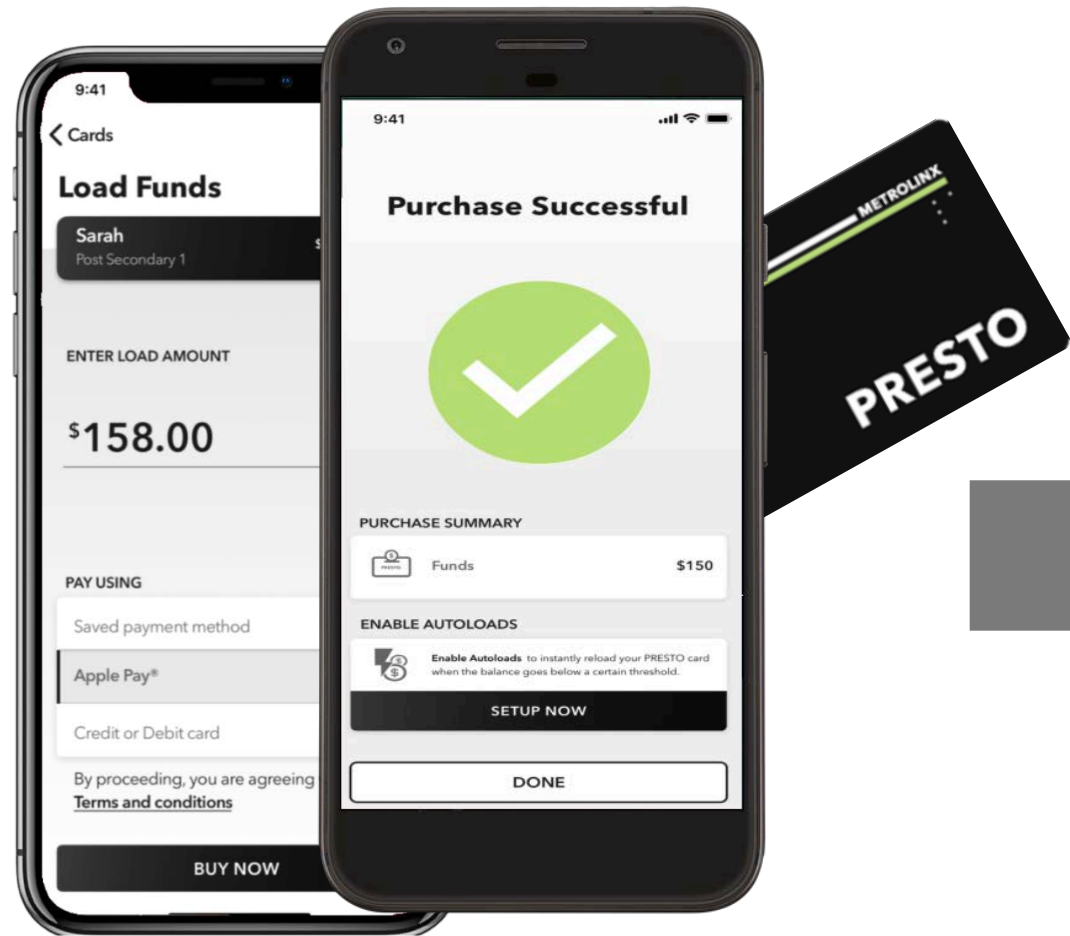 9:41
Cards
Load Funds
Sarah
Post Secondary 1
$
ENTER LOAD AMOUNT
$158.00
PAY USING
Saved payment method
Apple Pay®
Credit or Debit card
By proceeding, you are agreeing
Terms and conditions
BUY NOW
9:41
Purchase Successful
PURCHASE SUMMARY
PRESTO
Funds
$150
ENABLE AUTOLOADS
Enable Autoloads to instantly reload your PRESTO card
when the balance goes below a certain threshold.
SETUP NOW
DONE
METROLINX
PRESTO